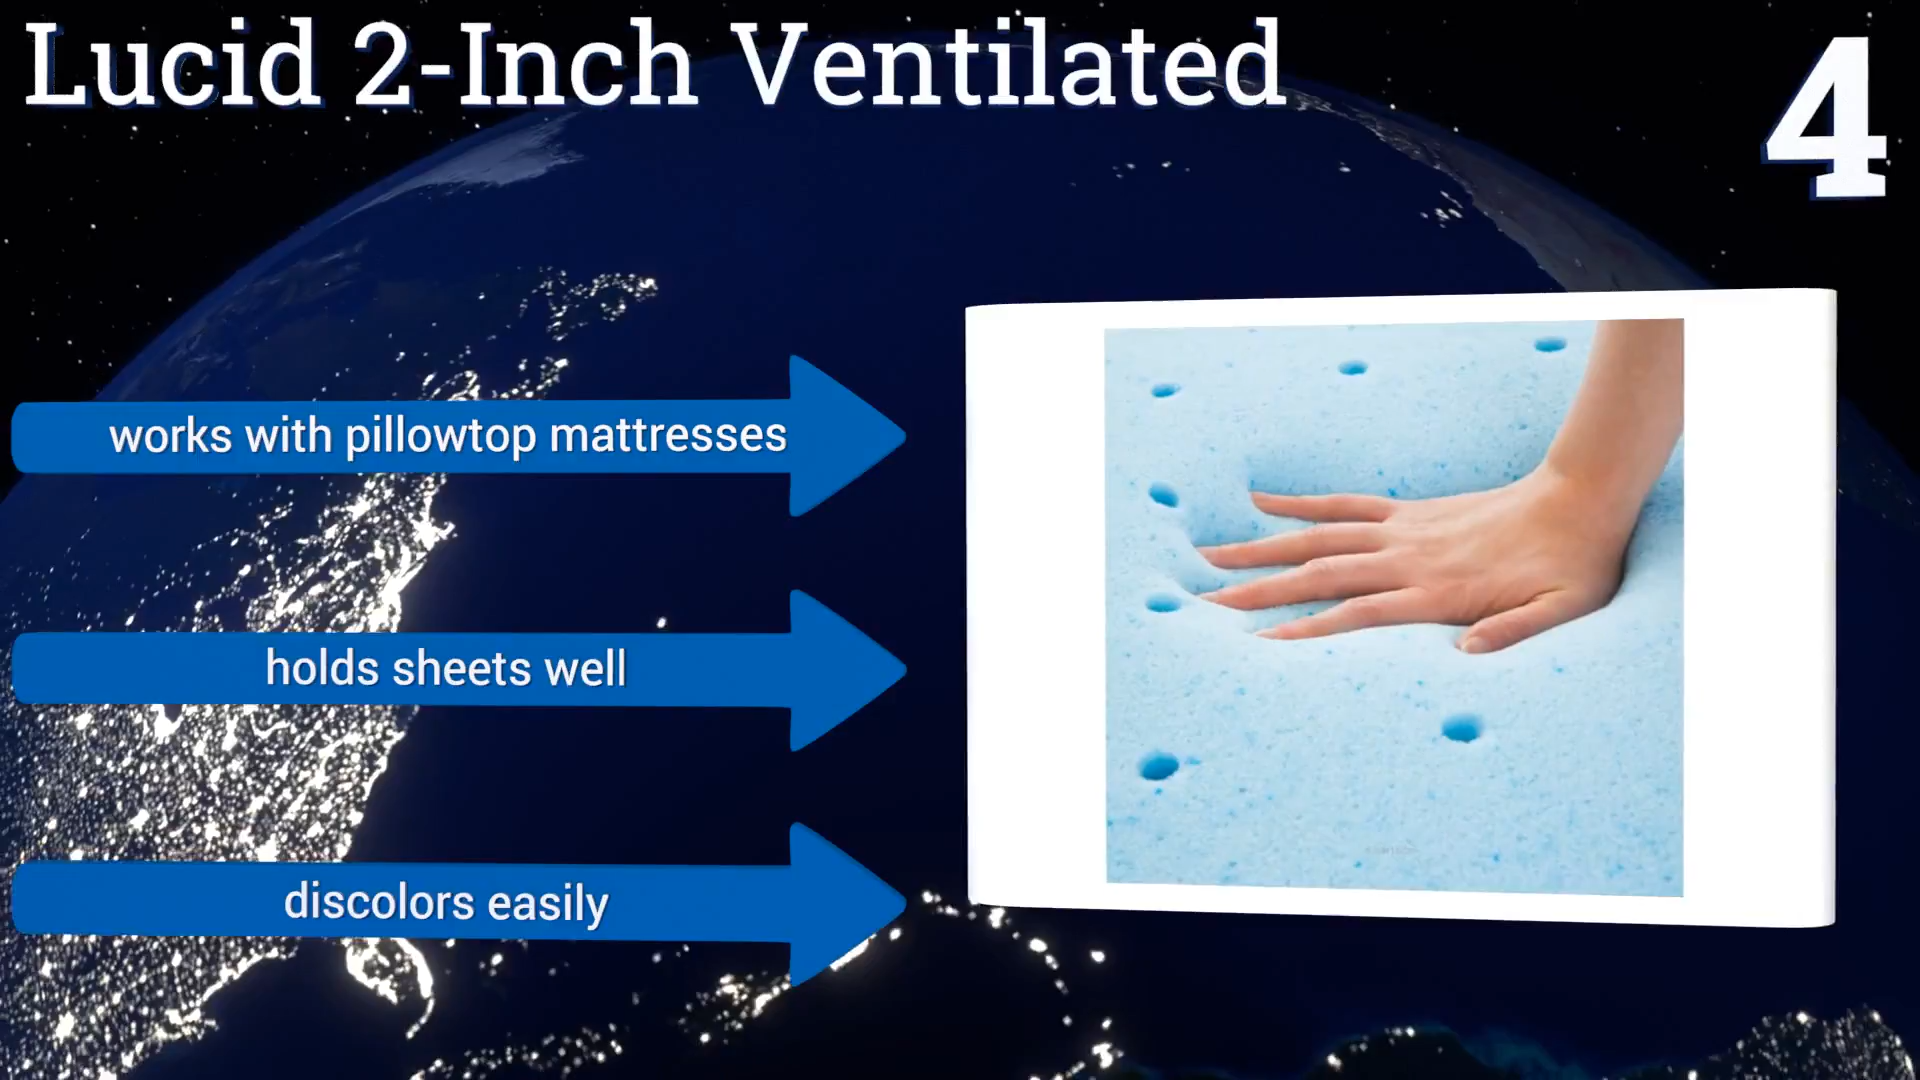 Lucid 2-Inch Ventilated
4
works with pillowtop mattresses
holds sheets well
discolors easily